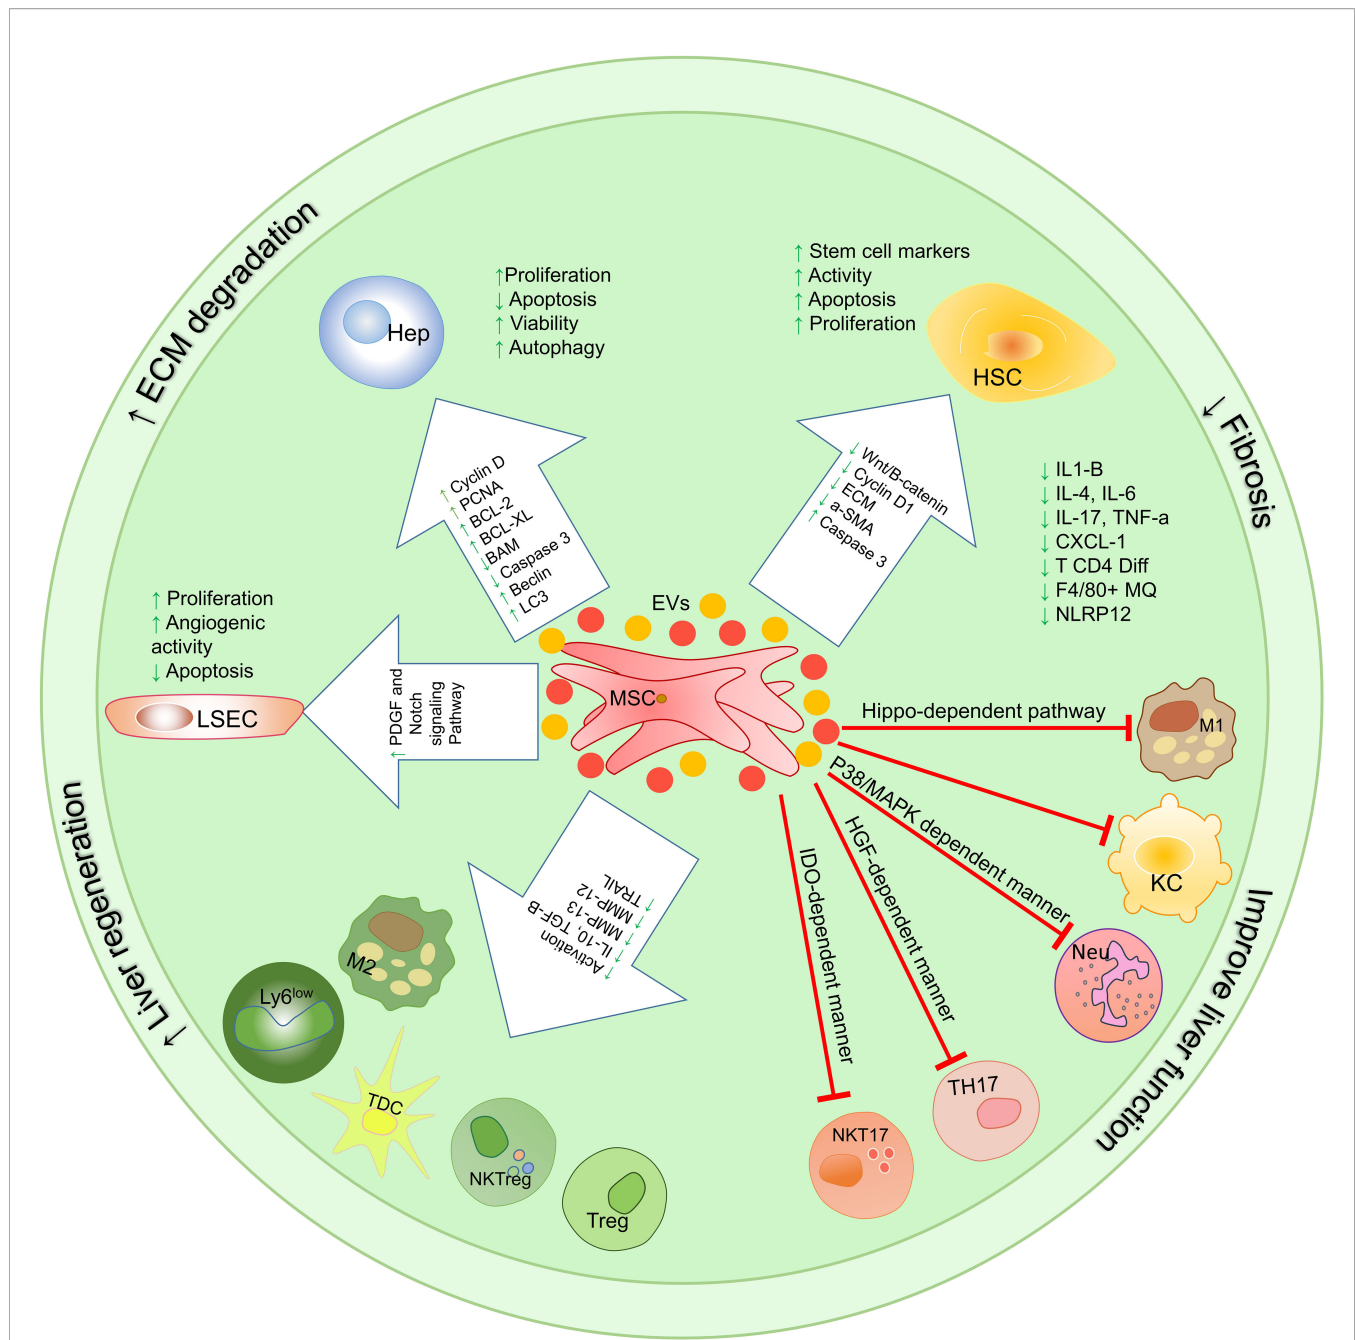 ↑ ECM degradation
↓ Fibrosis
↑ Liver regeneration
Improve liver function
Hep
↑Proliferation
↓ Apoptosis
↑ Viability
↑ Autophagy
↑ Stem cell markers
↑ Activity
↑ Apoptosis
↑ Proliferation
HSC
↑ Cyclin D
↑ PCNA
↑ BCL-2
↑ BCL-XL
↓ BAM
↓ Caspase 3
↑ Beclin
↑ LC3
↓ Wnt/B-catenin
↓ Cyclin D1
↓ ECM
↓ a-SMA
↑ Caspase 3
↓ IL1-B
↓ IL-4, IL-6
↓ IL-17, TNF-a
↓ CXCL-1
↓ T CD4 Diff
↓ F4/80+ MQ
↓ NLRP12
↑ Proliferation
↑ Angiogenic
activity
↓ Apoptosis
LSEC
↑ PDGF and
Notch
signaling
Pathway
EVs
MSC
Hippo-dependent pathway
M1
KC
P38/MAPK dependent manner
Neu
HGF-dependent manner
TH17
IDO-dependent manner
NKT17
↑ TRAIL
↑ MMP-12
↑ MMP-13
↑ IL-10, TGF-B
↑ Activation
M2
Ly6low
TDC
NKTreg
Treg